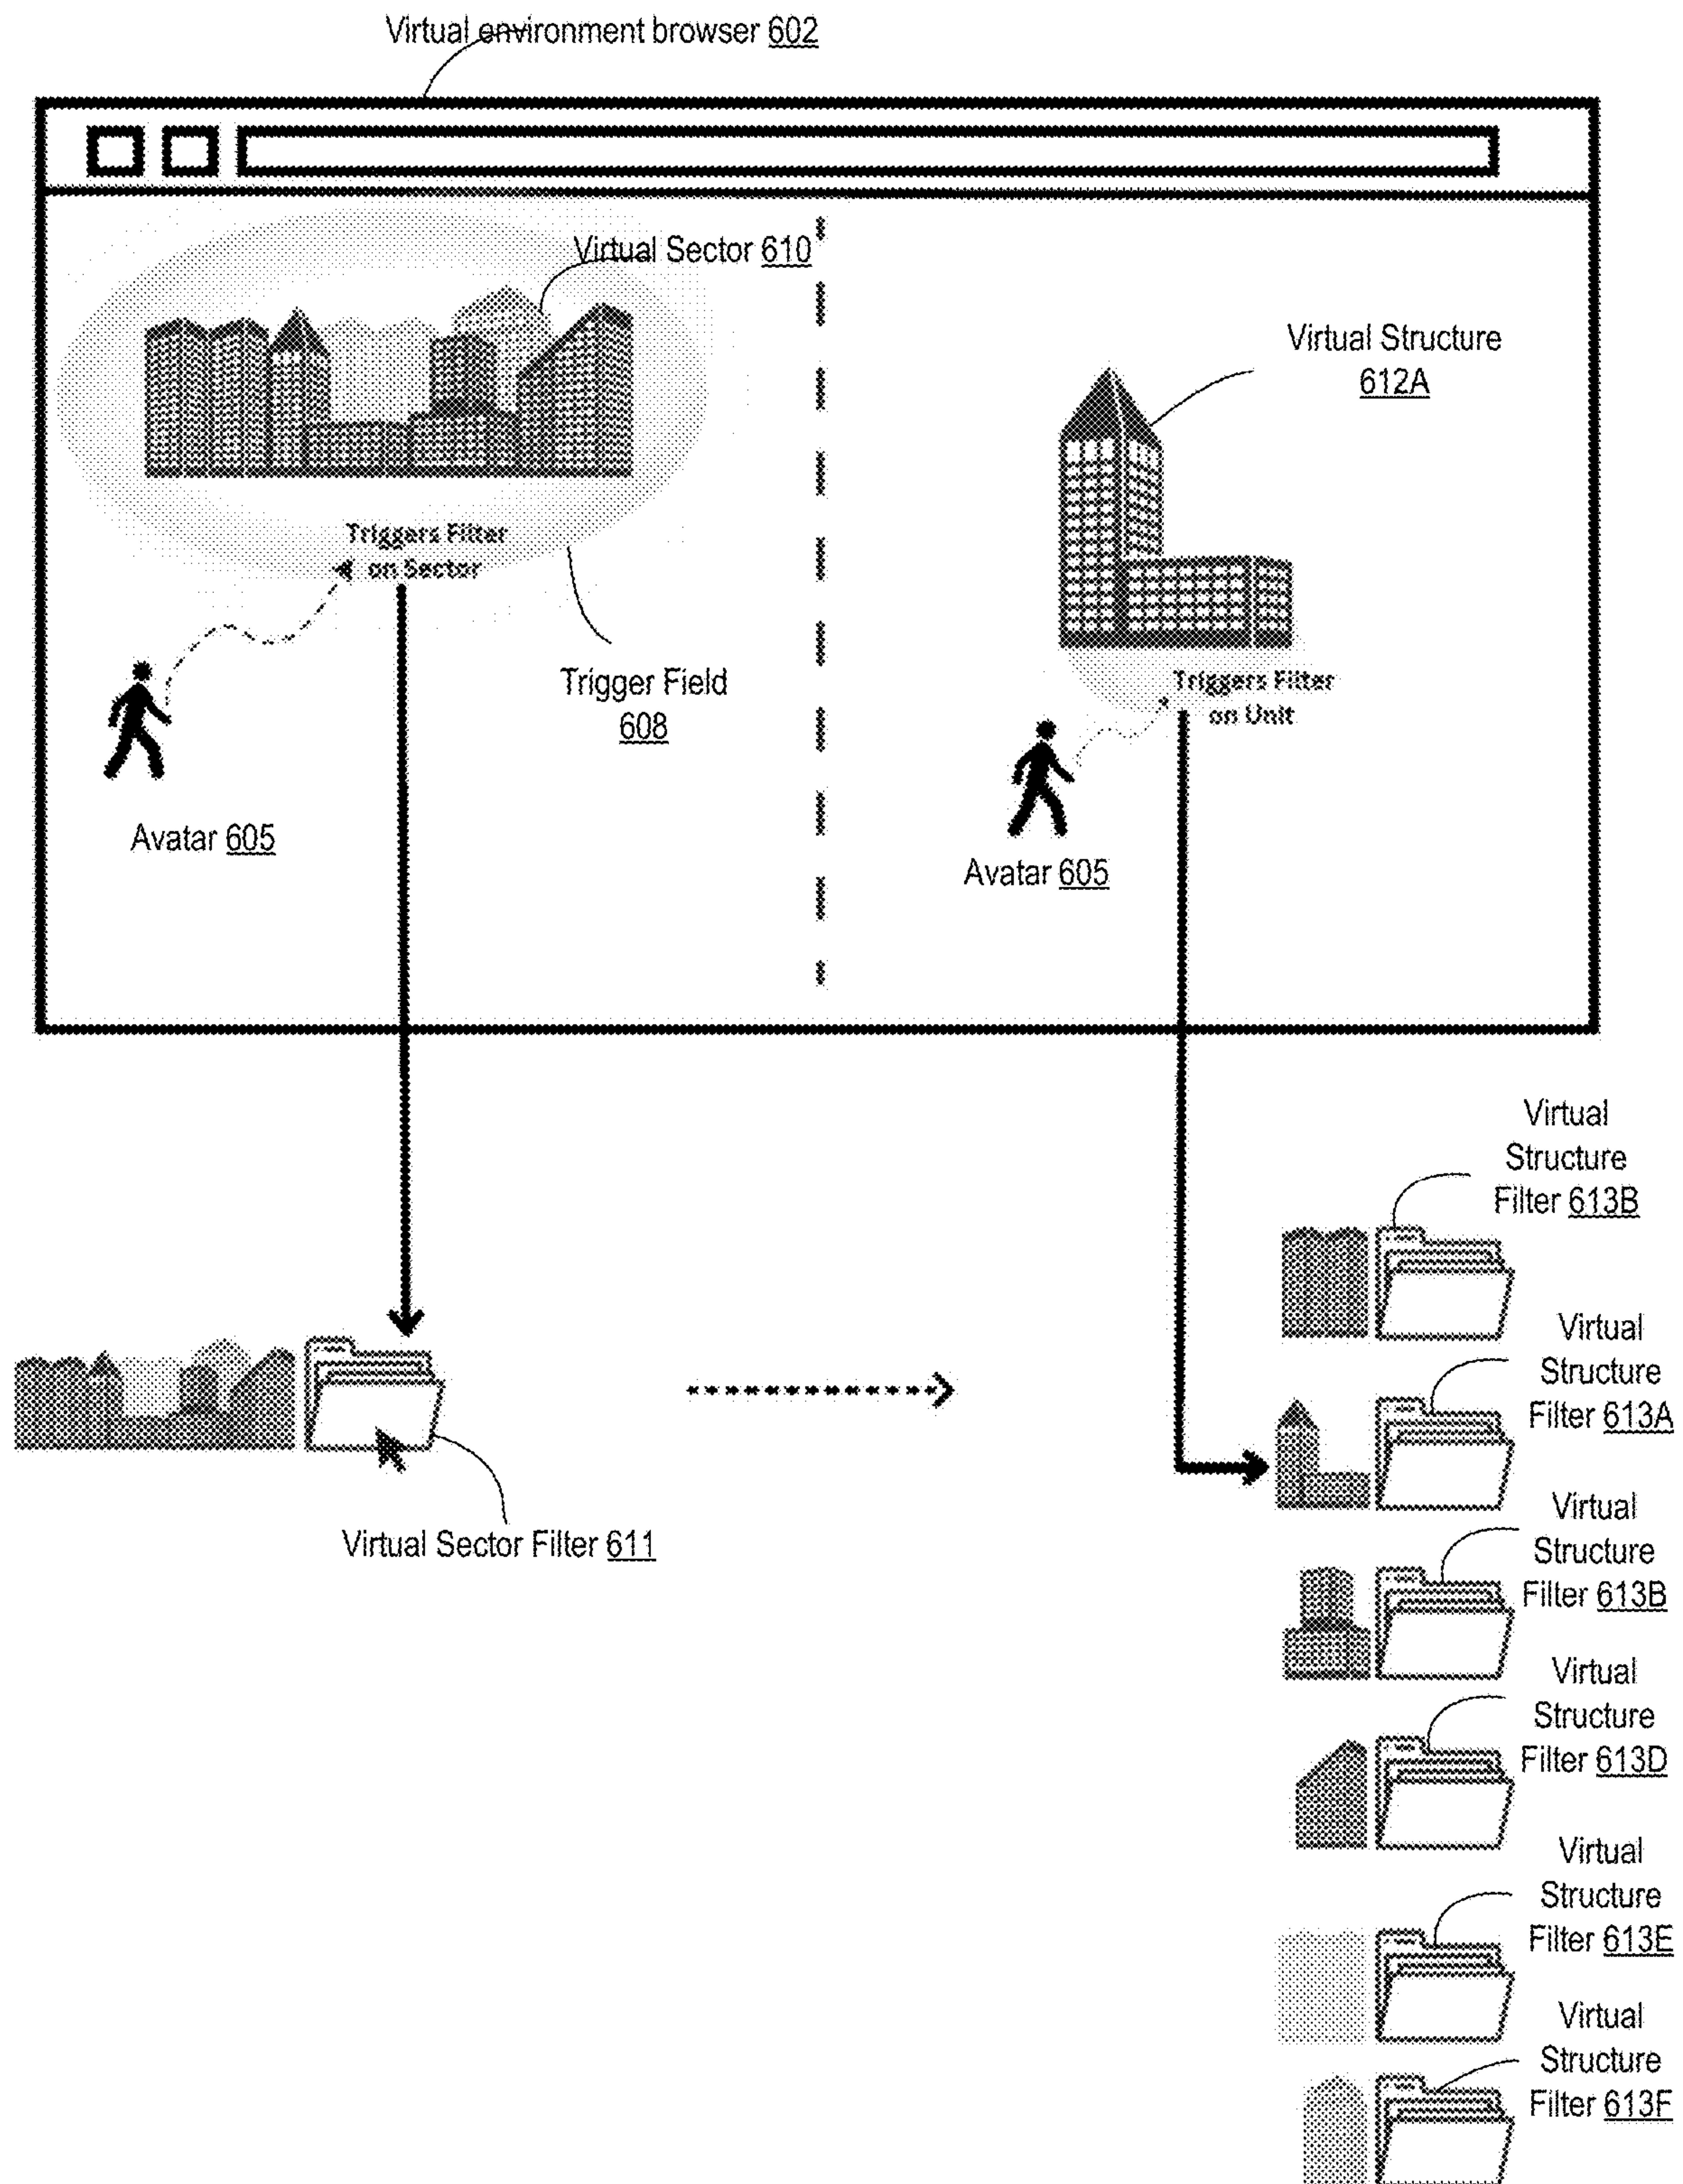 Virtual environment browser 602
Virtual Sector 610
Virtual Structure
612A
Triggers Filter
on Sector
Trigger Field
608
Triggers Filter
on Unit
Avatar 605
Avatar 605
Virtual
Structure
Filter 613B
Virtual
Structure
Filter 613A
Virtual Sector Filter 611
Virtual
Structure
Filter 613B
Virtual
Structure
Filter 613D
Virtual
Structure
Filter 613E
Virtual
Structure
Filter 613F